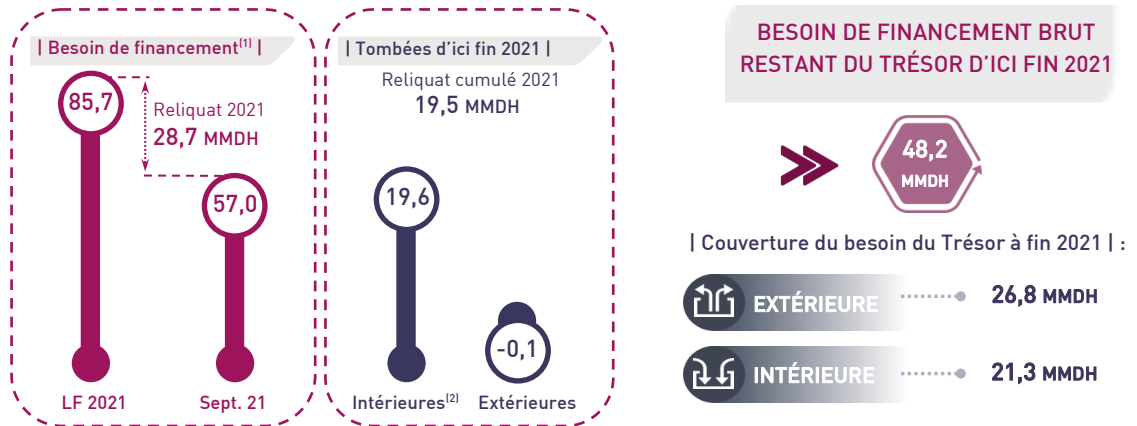 | Besoin de financement(1) |
85,7
Reliquat 2021
28,7 MMDH
57,0
LF 2021
Sept. 21
| Tombées d'ici fin 2021 |
Reliquat cumulé 2021
19,5 MMDH
19,6
-0,1
Intérieures(2)
Extérieures
BESOIN DE FINANCEMENT BRUT
RESTANT DU TRÉSOR D'ICI FIN 2021
48,2
MMDH
| Couverture du besoin du Trésor à fin 2021 | :
EXTÉRIEURE
26,8 MMDH
INTÉRIEURE
21,3 MMDH